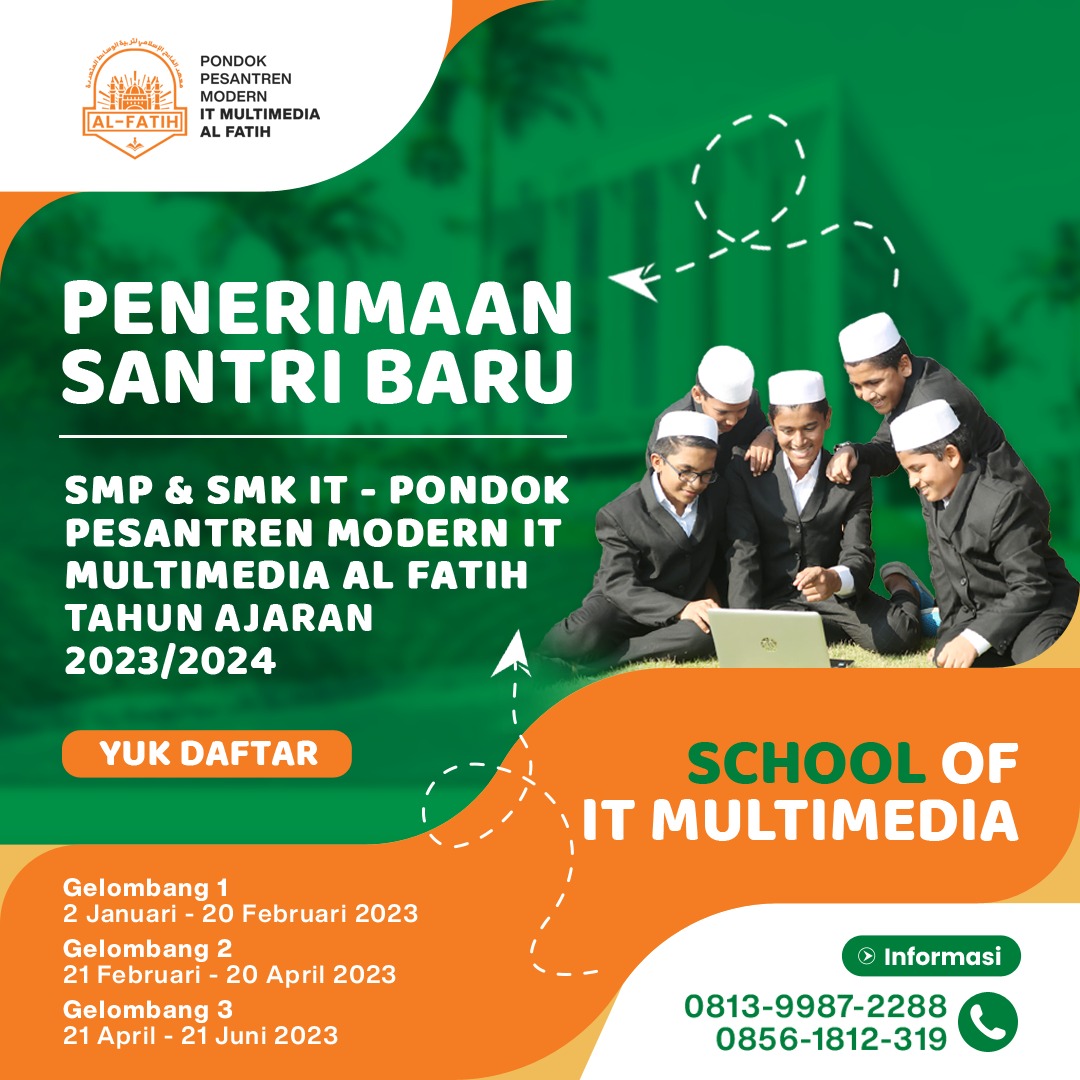 PONDOK
PESANTREN
MODERN
IT MULTIMEDIA
AL FATIH
AL-FATIH
PENERIMAAN
SANTRI BARU
SMP & SMK IT - PONDOK
PESANTREN MODERN IT
MULTIMEDIA AL FATIH
TAHUN AJARAN
2023/2024
YUK DAFTAR
SCHOOL OF
IT MULTIMEDIA
Gelombang 1
2 Januari - 20 Februari 2023
Gelombang 2
21 Februari - 20 April 2023
Gelombang 3
21 April - 21 Juni 2023
Informasi
0813-9987-2288
0856-1812-319